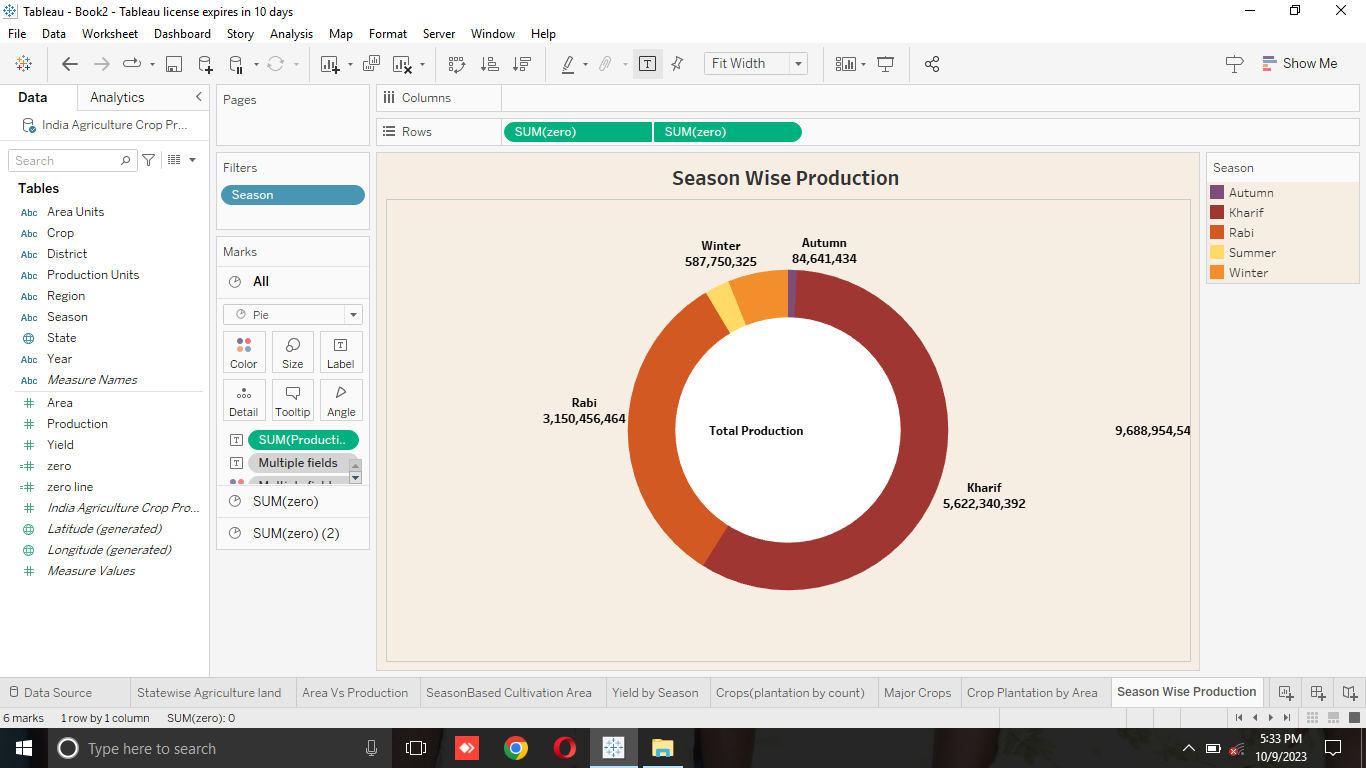 Tableau - Book2 - Tableau license expires in 10 days
File Data Worksheet Dashboard Story Analysis Map Format Server Window Help
Fit Width
Show Me
Data Analytics
India Agriculture Crop Pr...
Search
Tables
Abc Area Units
Abc Crop
Abc District
Abc Production Units
Abc Region
Abc Season
State
Abc Year
Abc Measure Names
# Area
# Production
# Yield
=# zero
=# zero line
# India Agriculture Crop Pro...
Latitude (generated)
Longitude (generated)
# Measure Values
Pages
Filters
Season
Marks
All
Pie
Color Size Label
Detail Tooltip Angle
T SUM(Producti..
T Multiple fields
SUM(zero)
SUM(zero) (2)
Columns
Rows SUM(zero) SUM(zero)
Season Wise Production
Winter
587,750,325
Autumn
84,641,434
Rabi
3,150,456,464
Total Production
9,688,954,54
Kharif
5,622,340,392
Season
Autumn
Kharif
Rabi
Summer
Winter
Data Source Statewise Agriculture land Area Vs Production SeasonBased Cultivation Area Yield by Season Crops(plantation by count) Major Crops Crop Plantation by Area Season Wise Production
6 marks 1 row by 1 column SUM(zero): 0
Type here to search
5:33 PM
10/9/2023